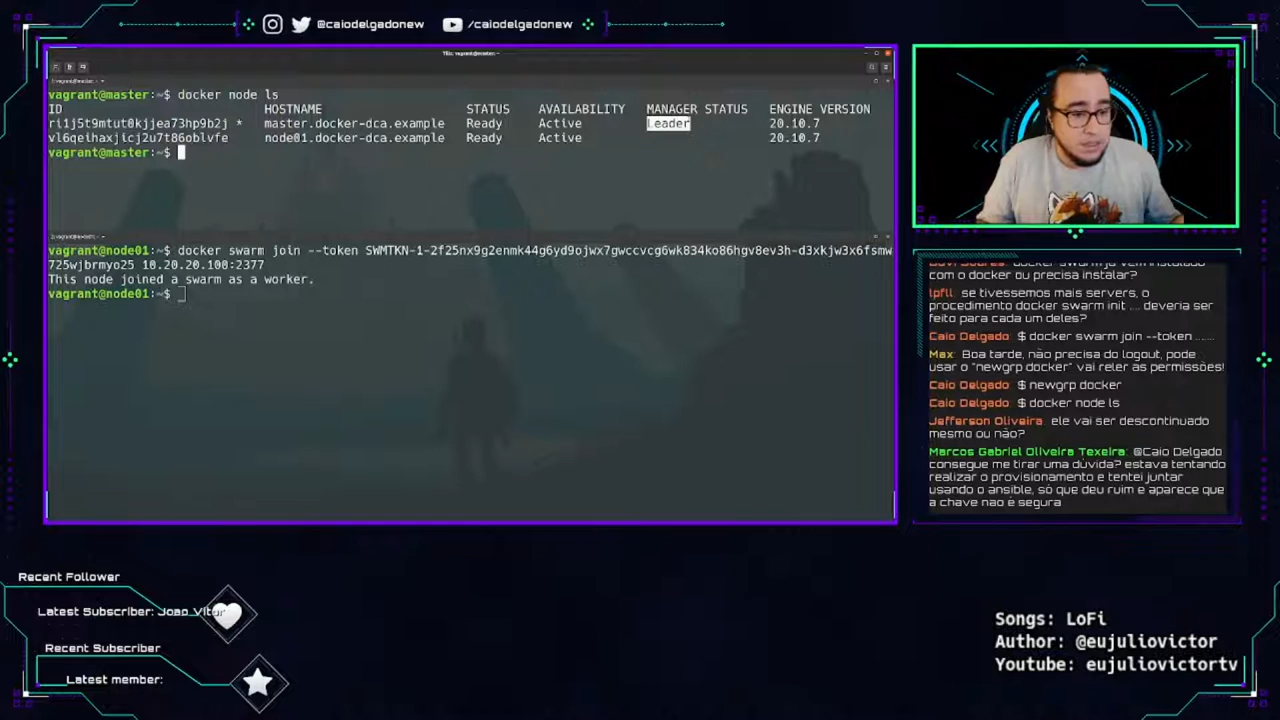 @caiodelgadonew /caiodelgadonew
vagrant@master:~$ docker node ls
ID HOSTNAME STATUS AVAILABILITY MANAGER STATUS ENGINE VERSION
ri1j5t9mtut0kjjea73hp9b2j * master.docker-dca.example Ready Active Leader 20.10.7
vl6qeihaxjicj2u7t86oblvfe node01.docker-dca.example Ready Active 20.10.7
vagrant@master:~$
vagrant@node01:~$ docker swarm join --token SWMTKN-1-2f25nx9g2enmk44g6yd9ojwx7gwccvcg6wk834ko86hgv8ev3h-d3xkjw3x6fsmw
725wjbrmyo25 10.20.20.100:2377
This node joined a swarm as a worker.
vagrant@node01:~$
com o docker ou precisa instalar?
lpfll: se tivessemos mais servers, o
procedimento docker swarm init .... deveria ser
feito para cada um deles?
Caio Delgado: $ docker swarm join --token .......
Max: Boa tarde, não precisa do logout, pode
usar o "newgrp docker" vai reler as permissões!
Caio Delgado: $ newgrp docker
Caio Delgado: $ docker node ls
Jefferson Oliveira: ele vai ser descontinuado
mesmo ou não?
Marcos Gabriel Oliveira Texeira: @Caio Delgado
consegue me tirar uma dúvida? estava tentando
realizar o provisionamento e tentei juntar
usando o ansible, só que deu ruim e aparece que
a chave nao é segura
Recent Follower
Latest Subscriber: Joao Vitor
Recent Subscriber
Latest member:
Songs: LoFi
Author: @eujuliovictor
Youtube: eujuliovictortv